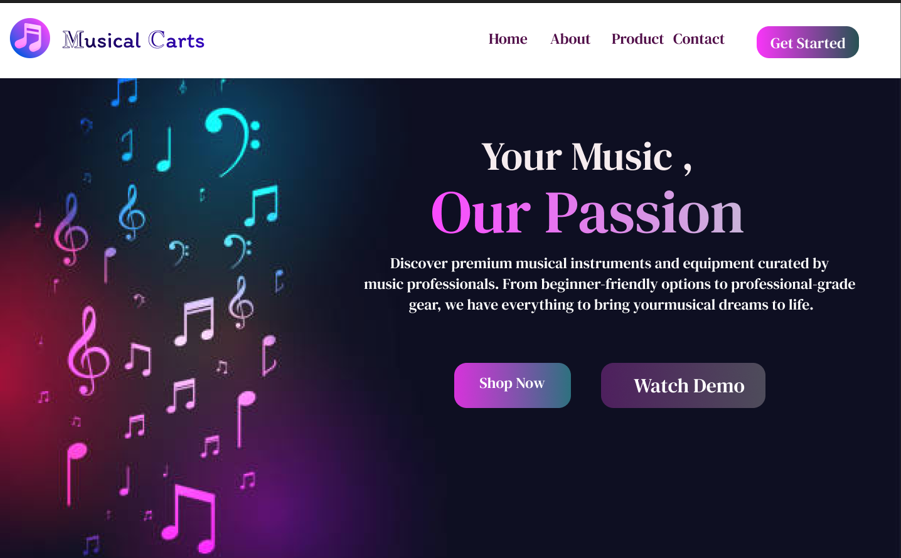 Musical Carts
Home About Product Contact
Get Started
Your Music ,
Our Passion
Discover premium musical instruments and equipment curated by
music professionals. From beginner-friendly options to professional-grade
gear, we have everything to bring yourmusical dreams to life.
Shop Now
Watch Demo